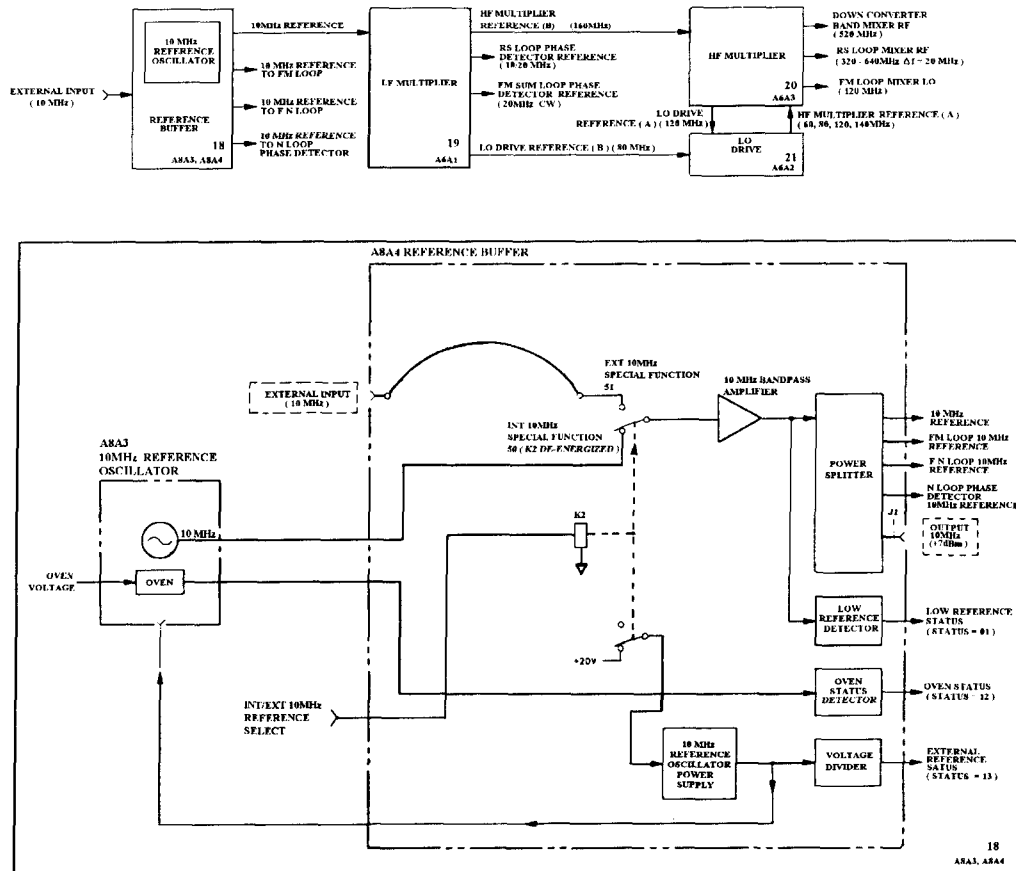 10MHz REFERENCE
10 MHz
REFERENCE
OSCILLATOR
EXTERNAL INPUT
( 10 MHz )
REFERENCE
BUFFER
18
A8A3, A8A4
10 MHz REFERENCE
TO FM LOOP
10 MHz REFERENCE
TO F N LOOP
10 MHz REFERENCE
TO N LOOP
PHASE DETECTOR
LF MULTIPLIER
19
A6A1
HF MULTIPLIER
REFERENCE ( B ) (160MHz)
RS LOOP PHASE
DETECTOR REFERENCE
( 10-20 MHz )
FM SUM LOOP PHASE
DETECTOR REFERENCE
(20MHz CW )
LO DRIVE REFERENCE ( B ) ( 80 MHz )
HF MULTIPLIER
20
A6A3
DOWN CONVERTER
BAND MIXER RF
( 520 MHz )
RS LOOP MIXER RF
( 320 - 640MHz Δf = 20 MHz )
FM LOOP MIXER LO
( 120 MHz )
LO DRIVE
REFERENCE ( A ) ( 120 MHz )
HF MULTIPLIER REFERENCE ( A )
( 60, 80, 120, 140MHz )
LO
DRIVE
21
A6A2
A8A4 REFERENCE BUFFER
EXTERNAL INPUT
( 10 MHz )
EXT 10MHz
SPECIAL FUNCTION
51
INT 10MHz
SPECIAL FUNCTION
50 ( K2 DE-ENERGIZED )
10 MHz BANDPASS
AMPLIFIER
POWER
SPLITTER
10 MHz
REFERENCE
FM LOOP 10 MHz
REFERENCE
F N LOOP 10MHz
REFERENCE
N LOOP PHASE
DETECTOR
10MHz REFERENCE
J1
OUTPUT
10MHz
(+7dBm)
A8A3
10MHz REFERENCE
OSCILLATOR
10 MHz
OVEN
VOLTAGE
OVEN
K2
LOW
REFERENCE
DETECTOR
LOW REFERENCE
STATUS
( STATUS = 01 )
+20V
OVEN
STATUS
DETECTOR
OVEN STATUS
( STATUS - 12 )
INT/EXT 10MHz
REFERENCE
SELECT
10 MHz
REFERENCE
OSCILLATOR
POWER
SUPPLY
VOLTAGE
DIVIDER
EXTERNAL
REFERENCE
SATUS
( STATUS = 13 )
18
A8A3, A8A4